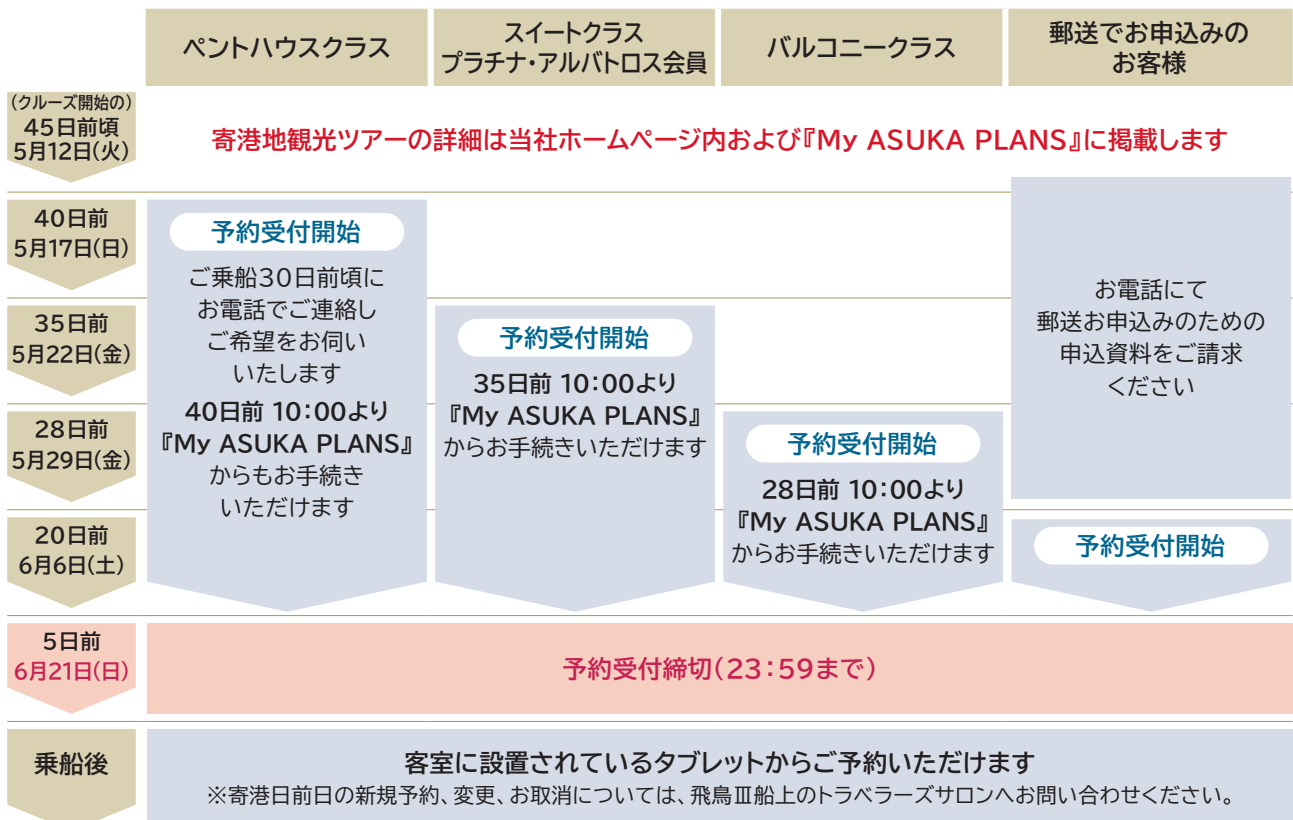 ペントハウスクラス
スイートクラス
プラチナ・アルバトロス会員
バルコニークラス
郵送でお申込みの
お客様
(クルーズ開始の)
45日前頃
5月12日(火)
寄港地観光ツアーの詳細は当社ホームページ内および『My ASUKA PLANS』に掲載します
40日前
5月17日(日)
予約受付開始
ご乗船30日前頃に
お電話でご連絡し
ご希望をお伺い
いたします
40日前 10:00より
『My ASUKA PLANS』
からもお手続き
いただけます
35日前
5月22日(金)
予約受付開始
35日前 10:00より
『My ASUKA PLANS』
からお手続きいただけます
28日前
5月29日(金)
予約受付開始
28日前 10:00より
『My ASUKA PLANS』
からお手続きいただけます
お電話にて
郵送お申込みのための
申込資料をご請求
ください
20日前
6月6日(土)
予約受付開始
5日前
6月21日(日)
予約受付締切(23:59まで)
乗船後
客室に設置されているタブレットからご予約いただけます
※寄港日前日の新規予約、変更、お取消については、飛鳥Ⅲ船上のトラベラーズサロンへお問い合わせください。